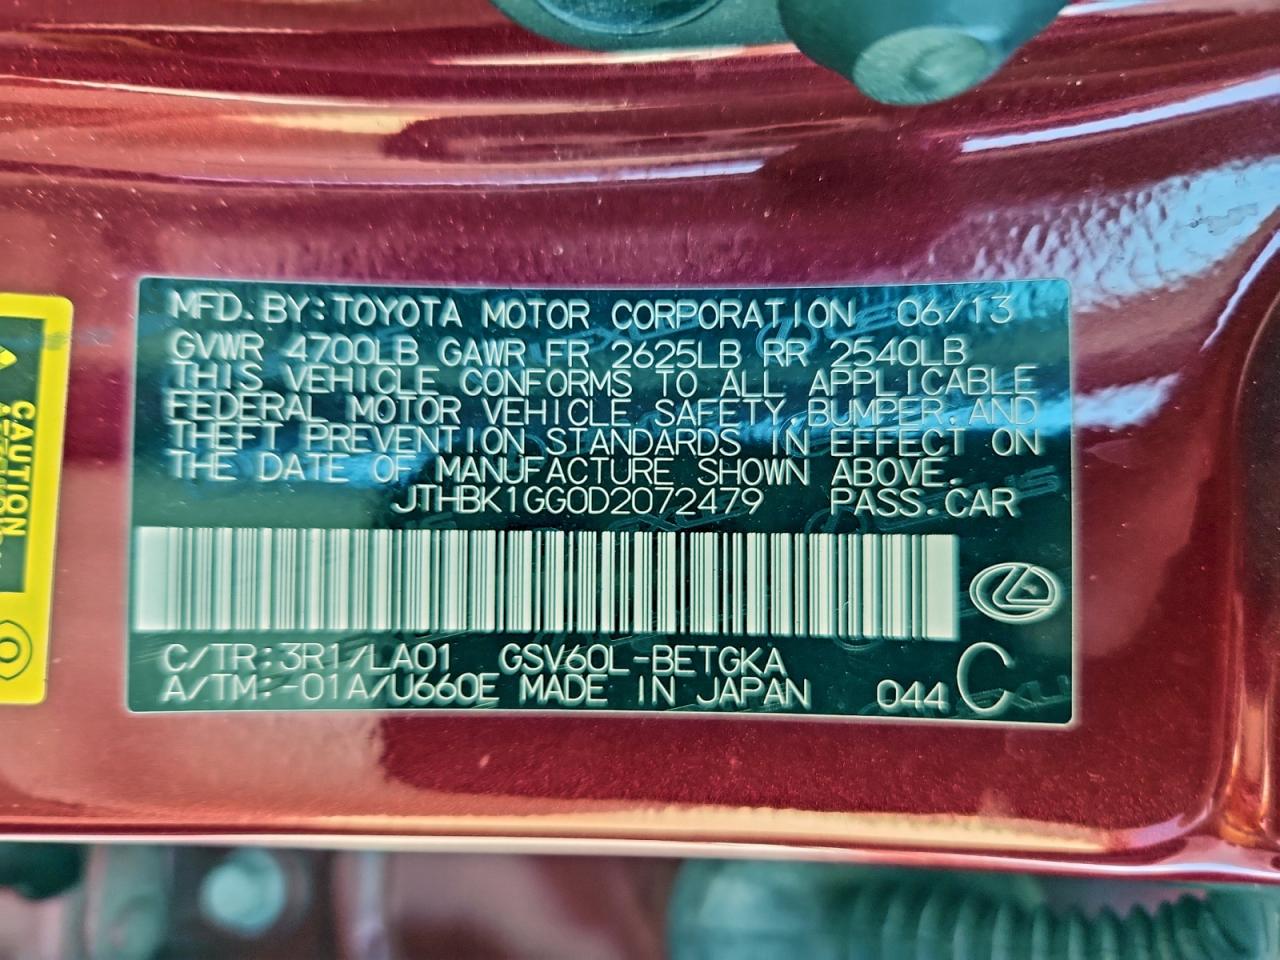 MFD.BY:TOYOTA MOTOR CORPORATION 06/13
GVWR 4700LB GAWR FR 2625LB RR 2540LB
THIS VEHICLE CONFORMS TO ALL APPLICABLE
FEDERAL MOTOR VEHICLE SAFETY,BUMPER,AND
THEFT PREVENTION STANDARDS IN EFFECT ON
THE DATE OF MANUFACTURE SHOWN ABOVE.
JTHBK1GG0D2072479 PASS.CAR
C/TR:3R1/LA01 GSV60L-BETGKA
A/TM:-01A/U660E MADE IN JAPAN 044 C
CAUTION